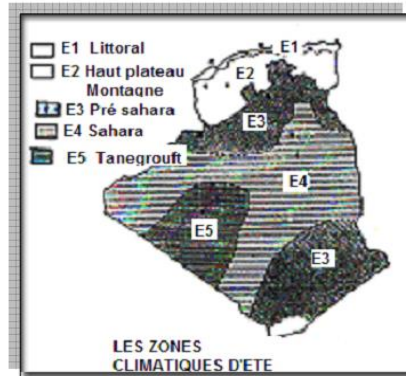 E1 Littoral
E2 Haut plateau
Montagne
E3 Pré sahara
E4 Sahara
E5 Tanegrouft
E1
E2
E3
E4
E5
E3
LES ZONES
CLIMATIQUES D'ETE